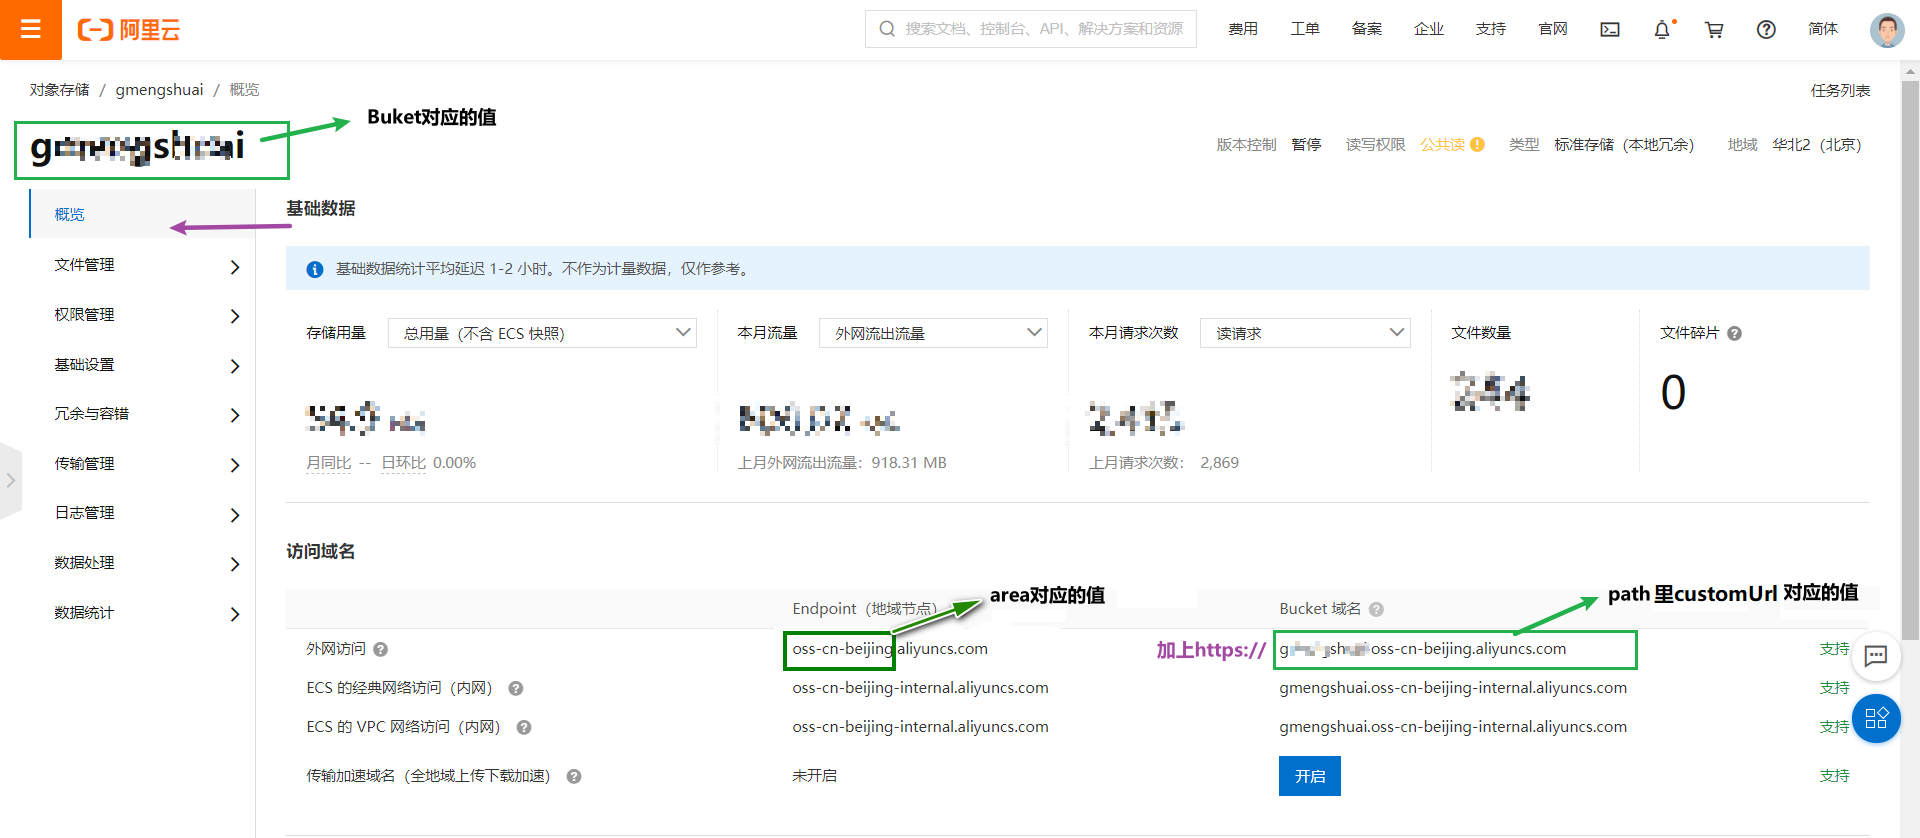 阿里云
搜索文档、控制台、API、解决方案和资源
费用 工单 备案 企业 支持 官网 简体
对象存储 / gmengshuai / 概览
任务列表
Buket对应的值
gmengshuai
版本控制 暂停 读写权限 公共读 类型 标准存储（本地冗余） 地域 华北2（北京）
概览
文件管理
权限管理
基础设置
冗余与容错
传输管理
日志管理
数据处理
数据统计
基础数据
基础数据统计平均延迟 1-2 小时。不作为计量数据，仅作参考。
存储用量 总用量（不含 ECS 快照） 本月流量 外网流出流量 本月请求次数 读请求 文件数量 文件碎片
0
月同比 -- 日环比 0.00% 上月外网流出流量：918.31 MB 上月请求次数： 2,869
访问域名
area对应的值
path 里customUrl 对应的值
Endpoint（地域节点） Bucket 域名
外网访问 oss-cn-beijing.aliyuncs.com 加上https:// oss-cn-beijing.aliyuncs.com 支持
ECS 的经典网络访问（内网） oss-cn-beijing-internal.aliyuncs.com gmengshuai.oss-cn-beijing-internal.aliyuncs.com 支持
ECS 的 VPC 网络访问（内网） oss-cn-beijing-internal.aliyuncs.com gmengshuai.oss-cn-beijing-internal.aliyuncs.com 支持
传输加速域名（全地域上传下载加速） 未开启 开启 支持